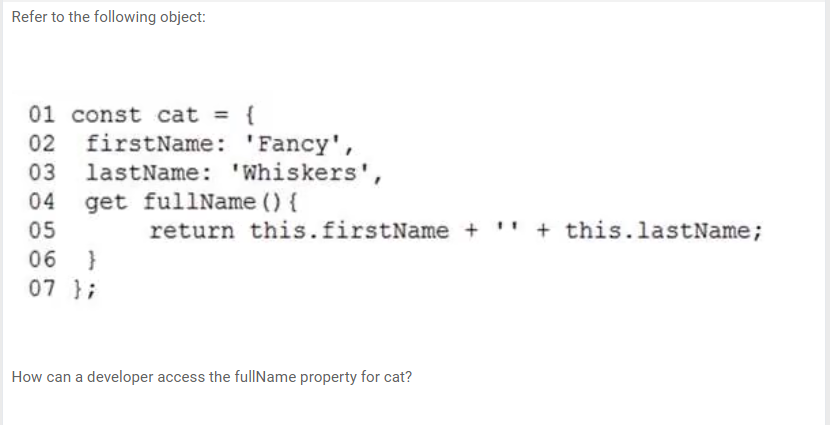 Refer to the following object:
01 const cat = {
02 firstName: 'Fancy',
03 lastName: 'Whiskers',
04 get fullName(){
05 return this.firstName + '' + this.lastName;
06 }
07 };
How can a developer access the fullName property for cat?